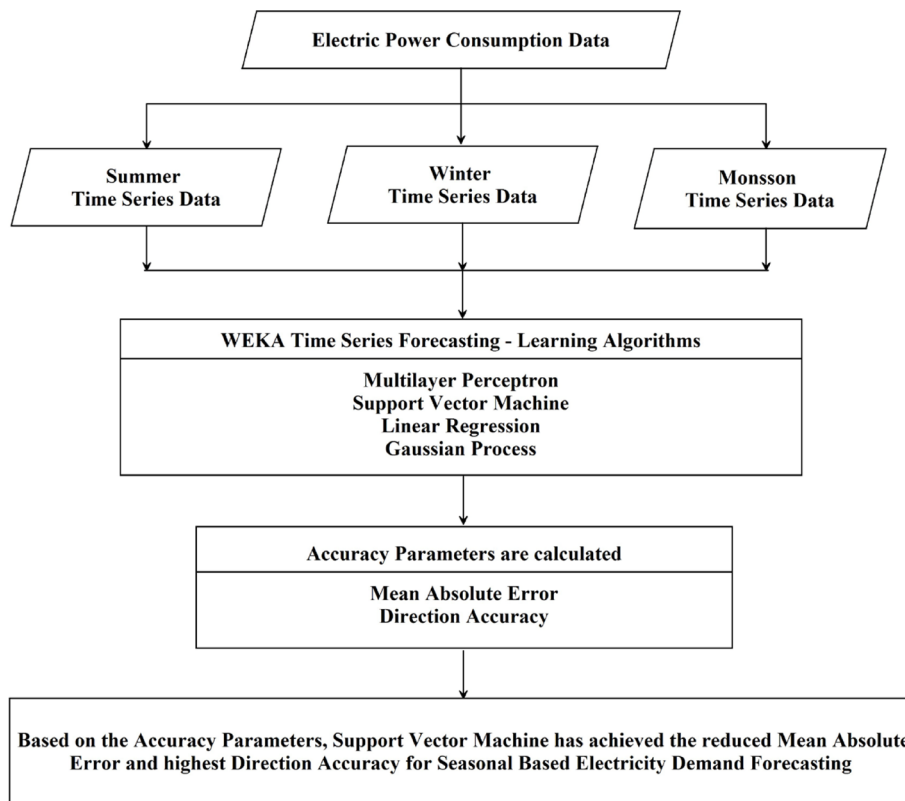 Electric Power Consumption Data
Summer
Time Series Data
Winter
Time Series Data
Monsson
Time Series Data
WEKA Time Series Forecasting - Learning Algorithms
Multilayer Perceptron
Support Vector Machine
Linear Regression
Gaussian Process
Accuracy Parameters are calculated
Mean Absolute Error
Direction Accuracy
Based on the Accuracy Parameters, Support Vector Machine has achieved the reduced Mean Absolute
Error and highest Direction Accuracy for Seasonal Based Electricity Demand Forecasting